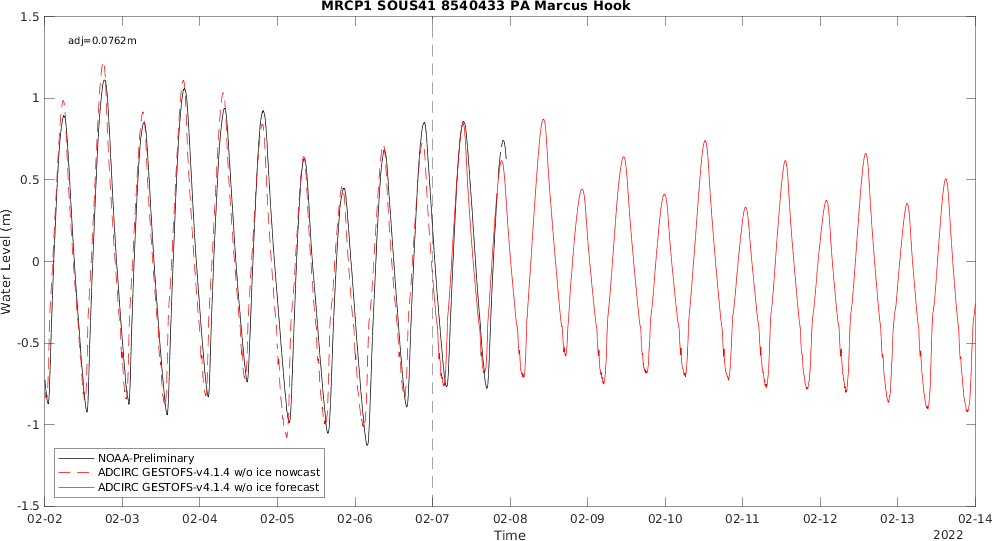 MRCP1 SOUS41 8540433 PA Marcus Hook
1.5
adj=0.0762m
1
0.5
0
-0.5
-1
-1.5
Water Level (m)
NOAA-Preliminary
ADCIRC GESTOFS-v4.1.4 w/o ice nowcast
ADCIRC GESTOFS-v4.1.4 w/o ice forecast
02-02 02-03 02-04 02-05 02-06 02-07 02-08 02-09 02-10 02-11 02-12 02-13 02-14
Time
2022